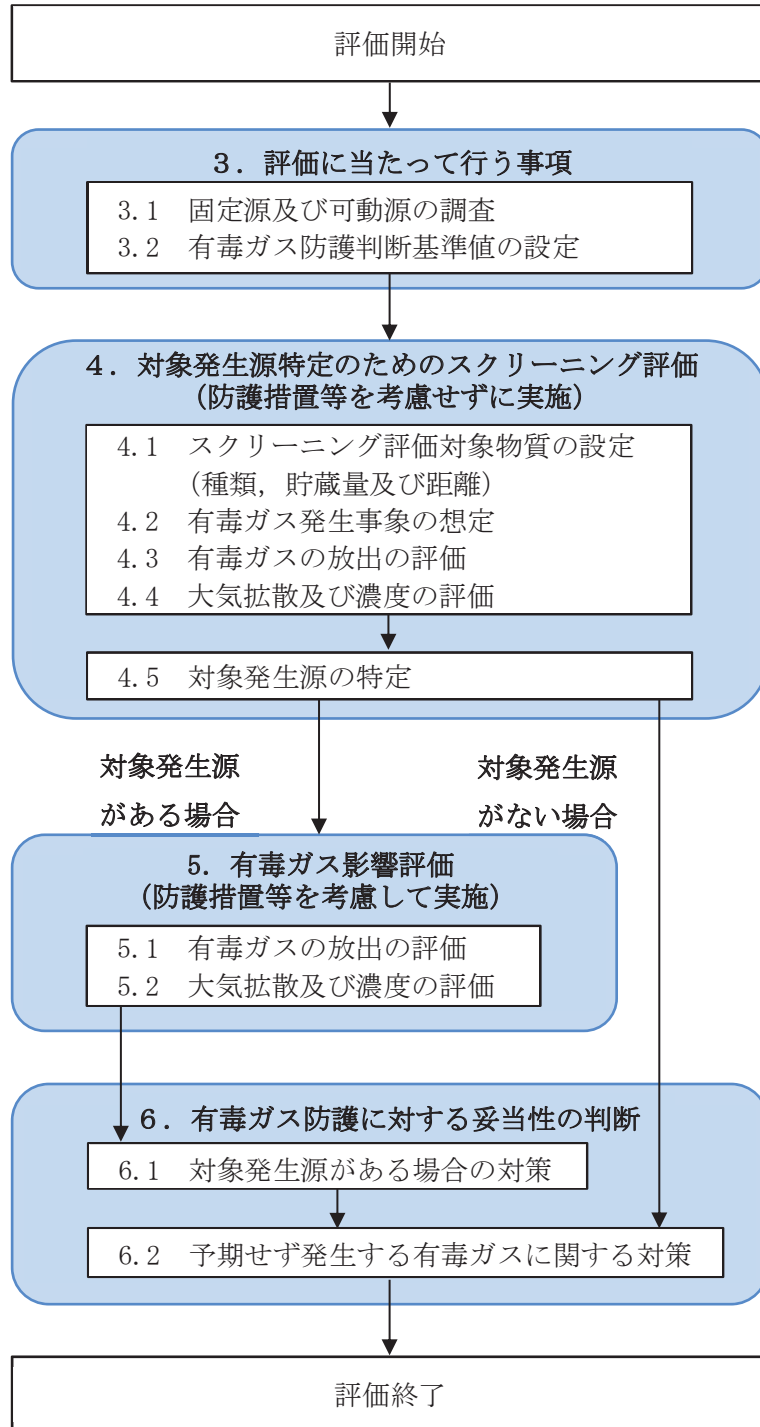 評価開始
3．評価に当たって行う事項
3.1 固定源及び可動源の調査
3.2 有毒ガス防護判断基準値の設定
4．対象発生源特定のためのスクリーニング評価
（防護措置等を考慮せずに実施）
4.1 スクリーニング評価対象物質の設定
（種類，貯蔵量及び距離）
4.2 有毒ガス発生事象の想定
4.3 有毒ガスの放出の評価
4.4 大気拡散及び濃度の評価
4.5 対象発生源の特定
対象発生源
がある場合
対象発生源
がない場合
5. 有毒ガス影響評価
（防護措置等を考慮して実施）
5.1 有毒ガスの放出の評価
5.2 大気拡散及び濃度の評価
6．有毒ガス防護に対する妥当性の判断
6.1 対象発生源がある場合の対策
6.2 予期せず発生する有毒ガスに関する対策
評価終了